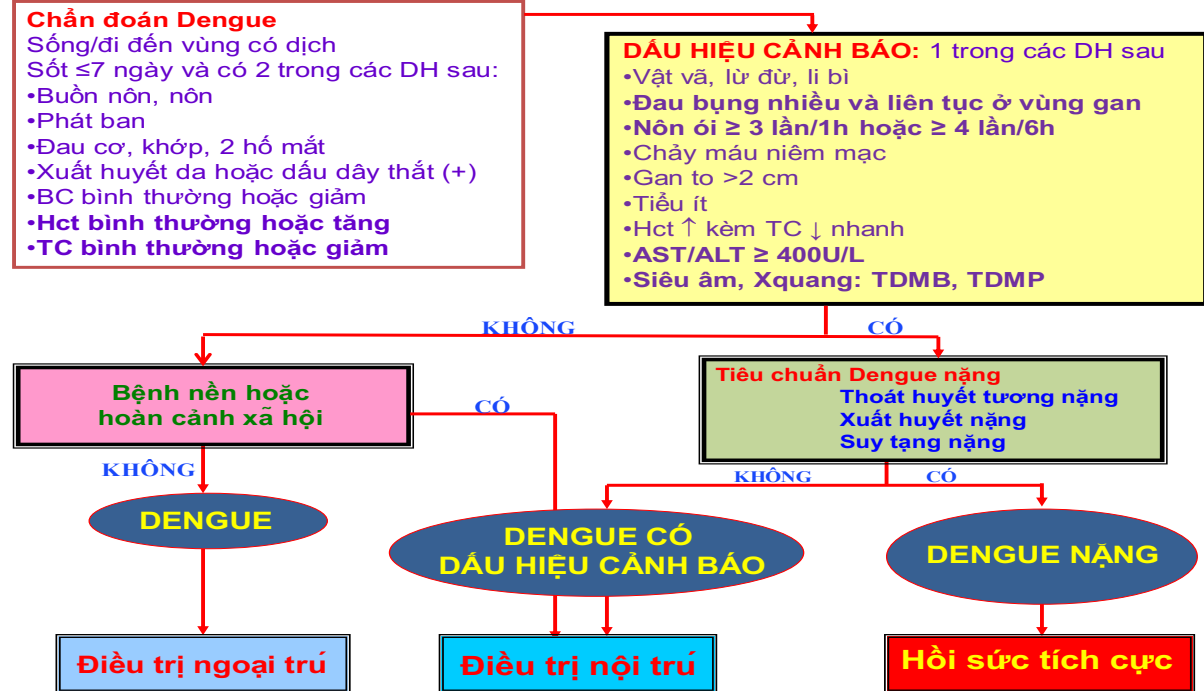 Chẩn đoán Dengue
Sống/đi đến vùng có dịch
Sốt ≤7 ngày và có 2 trong các DH sau:
•Buồn nôn, nôn
•Phát ban
•Đau cơ, khớp, 2 hố mắt
•Xuất huyết da hoặc dấu dây thắt (+)
•BC bình thường hoặc giảm
•Hct bình thường hoặc tăng
•TC bình thường hoặc giảm
DẤU HIỆU CẢNH BÁO: 1 trong các DH sau
•Vật vã, lừ đừ, li bì
•Đau bụng nhiều và liên tục ở vùng gan
•Nôn ói ≥ 3 lần/1h hoặc ≥ 4 lần/6h
•Chảy máu niêm mạc
•Gan to >2 cm
•Tiểu ít
•Hct ↑ kèm TC ↓ nhanh
•AST/ALT ≥ 400U/L
•Siêu âm, Xquang: TDMB, TDMP
KHÔNG
CÓ
Bệnh nền hoặc
hoàn cảnh xã hội
CÓ
Tiêu chuẩn Dengue nặng
Thoát huyết tương nặng
Xuất huyết nặng
Suy tạng nặng
KHÔNG
KHÔNG
CÓ
DENGUE
DENGUE CÓ
DẤU HIỆU CẢNH BÁO
DENGUE NẶNG
Điều trị ngoại trú
Điều trị nội trú
Hồi sức tích cực